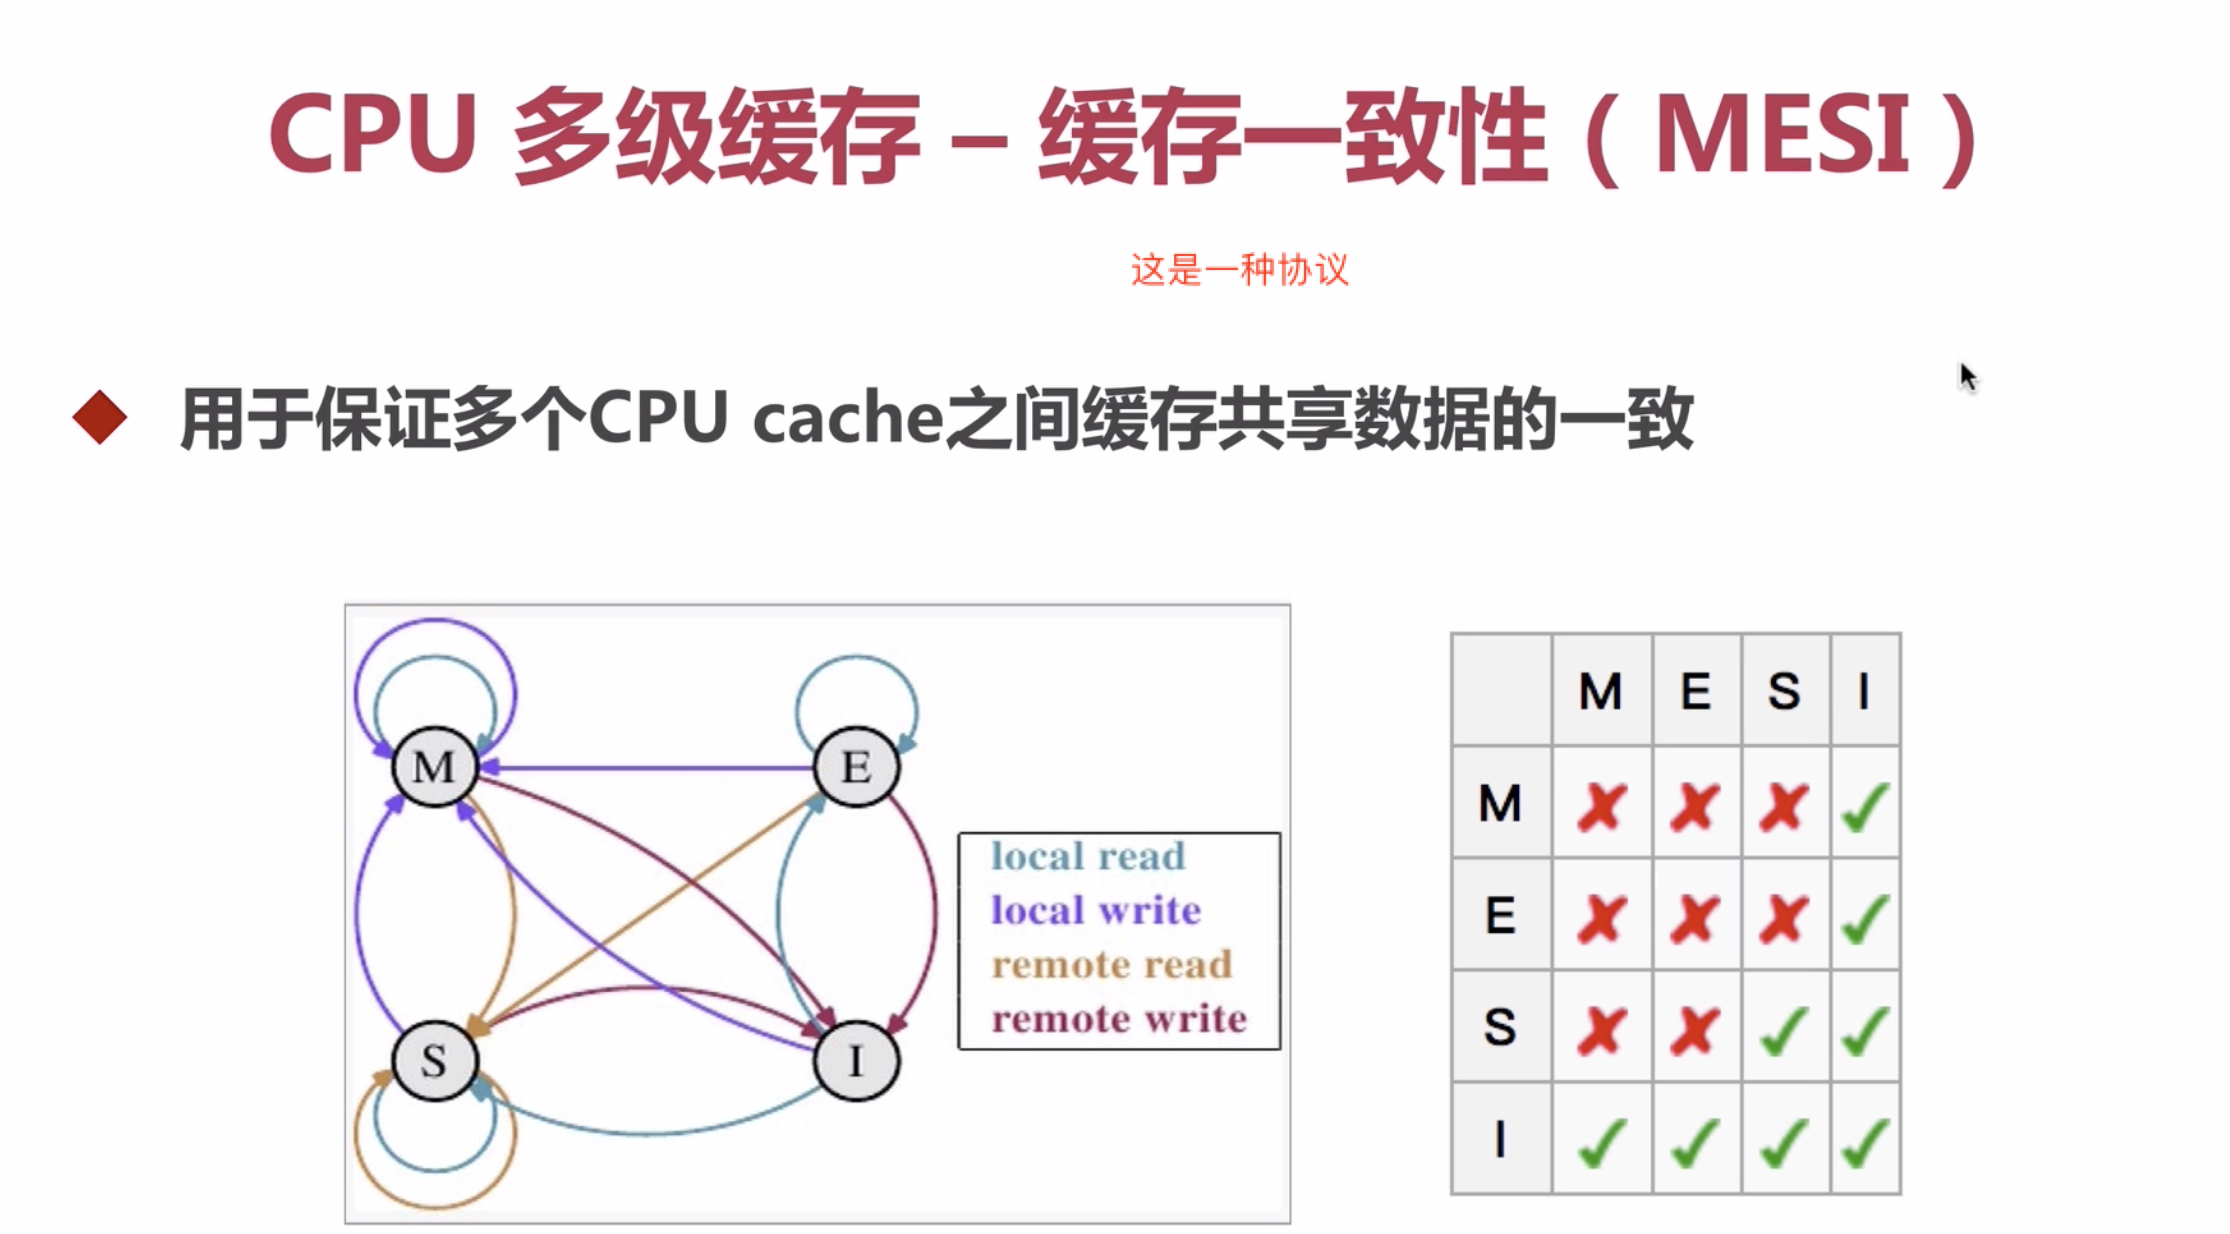 CPU 多级缓存 – 缓存一致性（MESI）
这是一种协议
用于保证多个CPU cache之间缓存共享数据的一致
M
E
S
I
local read
local write
remote read
remote write
M E S I
M ✘ ✘ ✘ ✓
E ✘ ✘ ✘ ✓
S ✘ ✘ ✓ ✓
I ✓ ✓ ✓ ✓